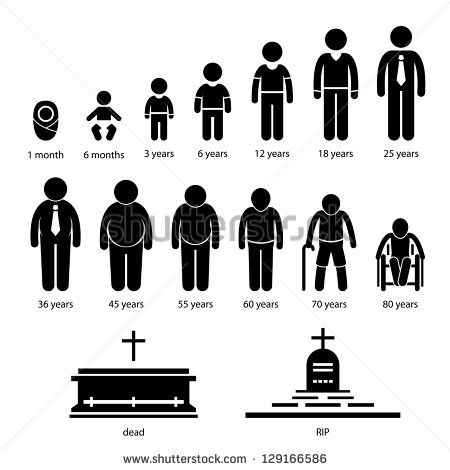 1 month 6 months 3 years 6 years 12 years 18 years 25 years
shutterstock
36 years 45 years 55 years 60 years 70 years 80 years
dead RIP
www.shutterstock.com · 129166586